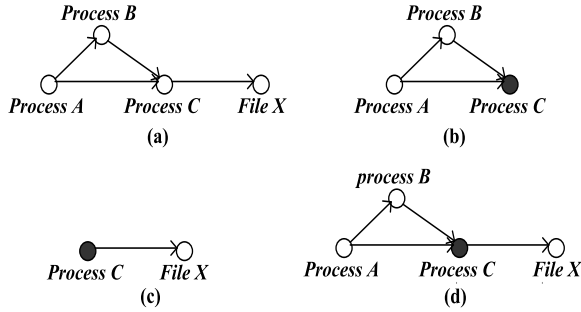 Process B
Process A Process C File X
(a)
Process B
Process A Process C
(b)
Process C File X
(c)
process B
Process A Process C File X
(d)